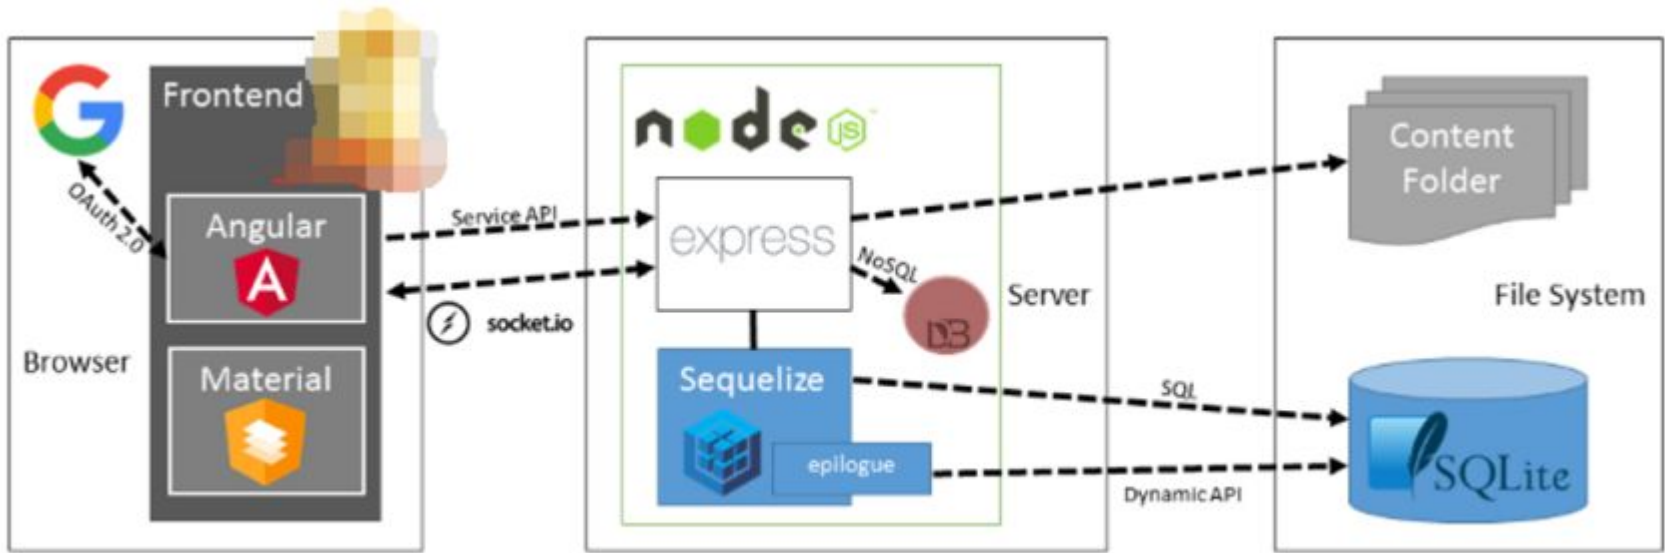 Frontend
OAuth 2.0
Angular
A
Browser
Material
Service API
socket.io
node
JS
express
NoSQL
DB
Server
Sequelize
epilogue
SQL
Dynamic API
Content
Folder
File System
SQLite